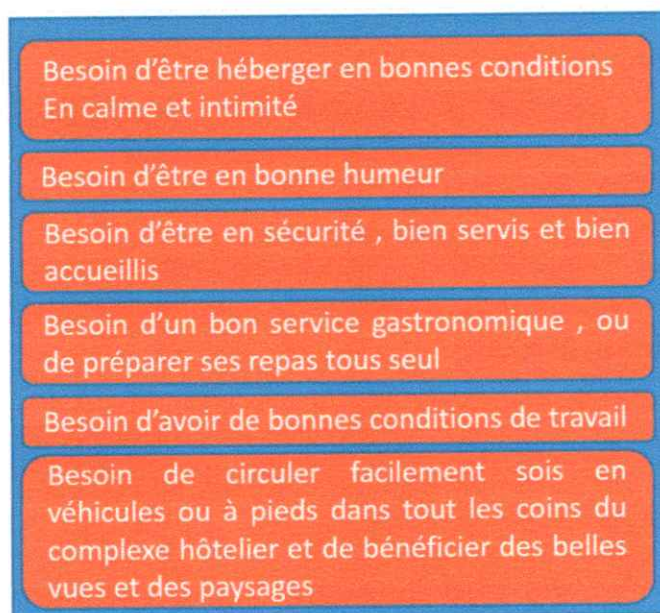 Besoin d'être héberger en bonnes conditions
En calme et intimité
Besoin d'être en bonne humeur
Besoin d'être en sécurité , bien servis et bien
accueillis
Besoin d'un bon service gastronomique , ou
de préparer ses repas tous seul
Besoin d'avoir de bonnes conditions de travail
Besoin de circuler facilement sois en
véhicules ou à pieds dans tout les coins du
complexe hôtelier et de bénéficier des belles
vues et des paysages